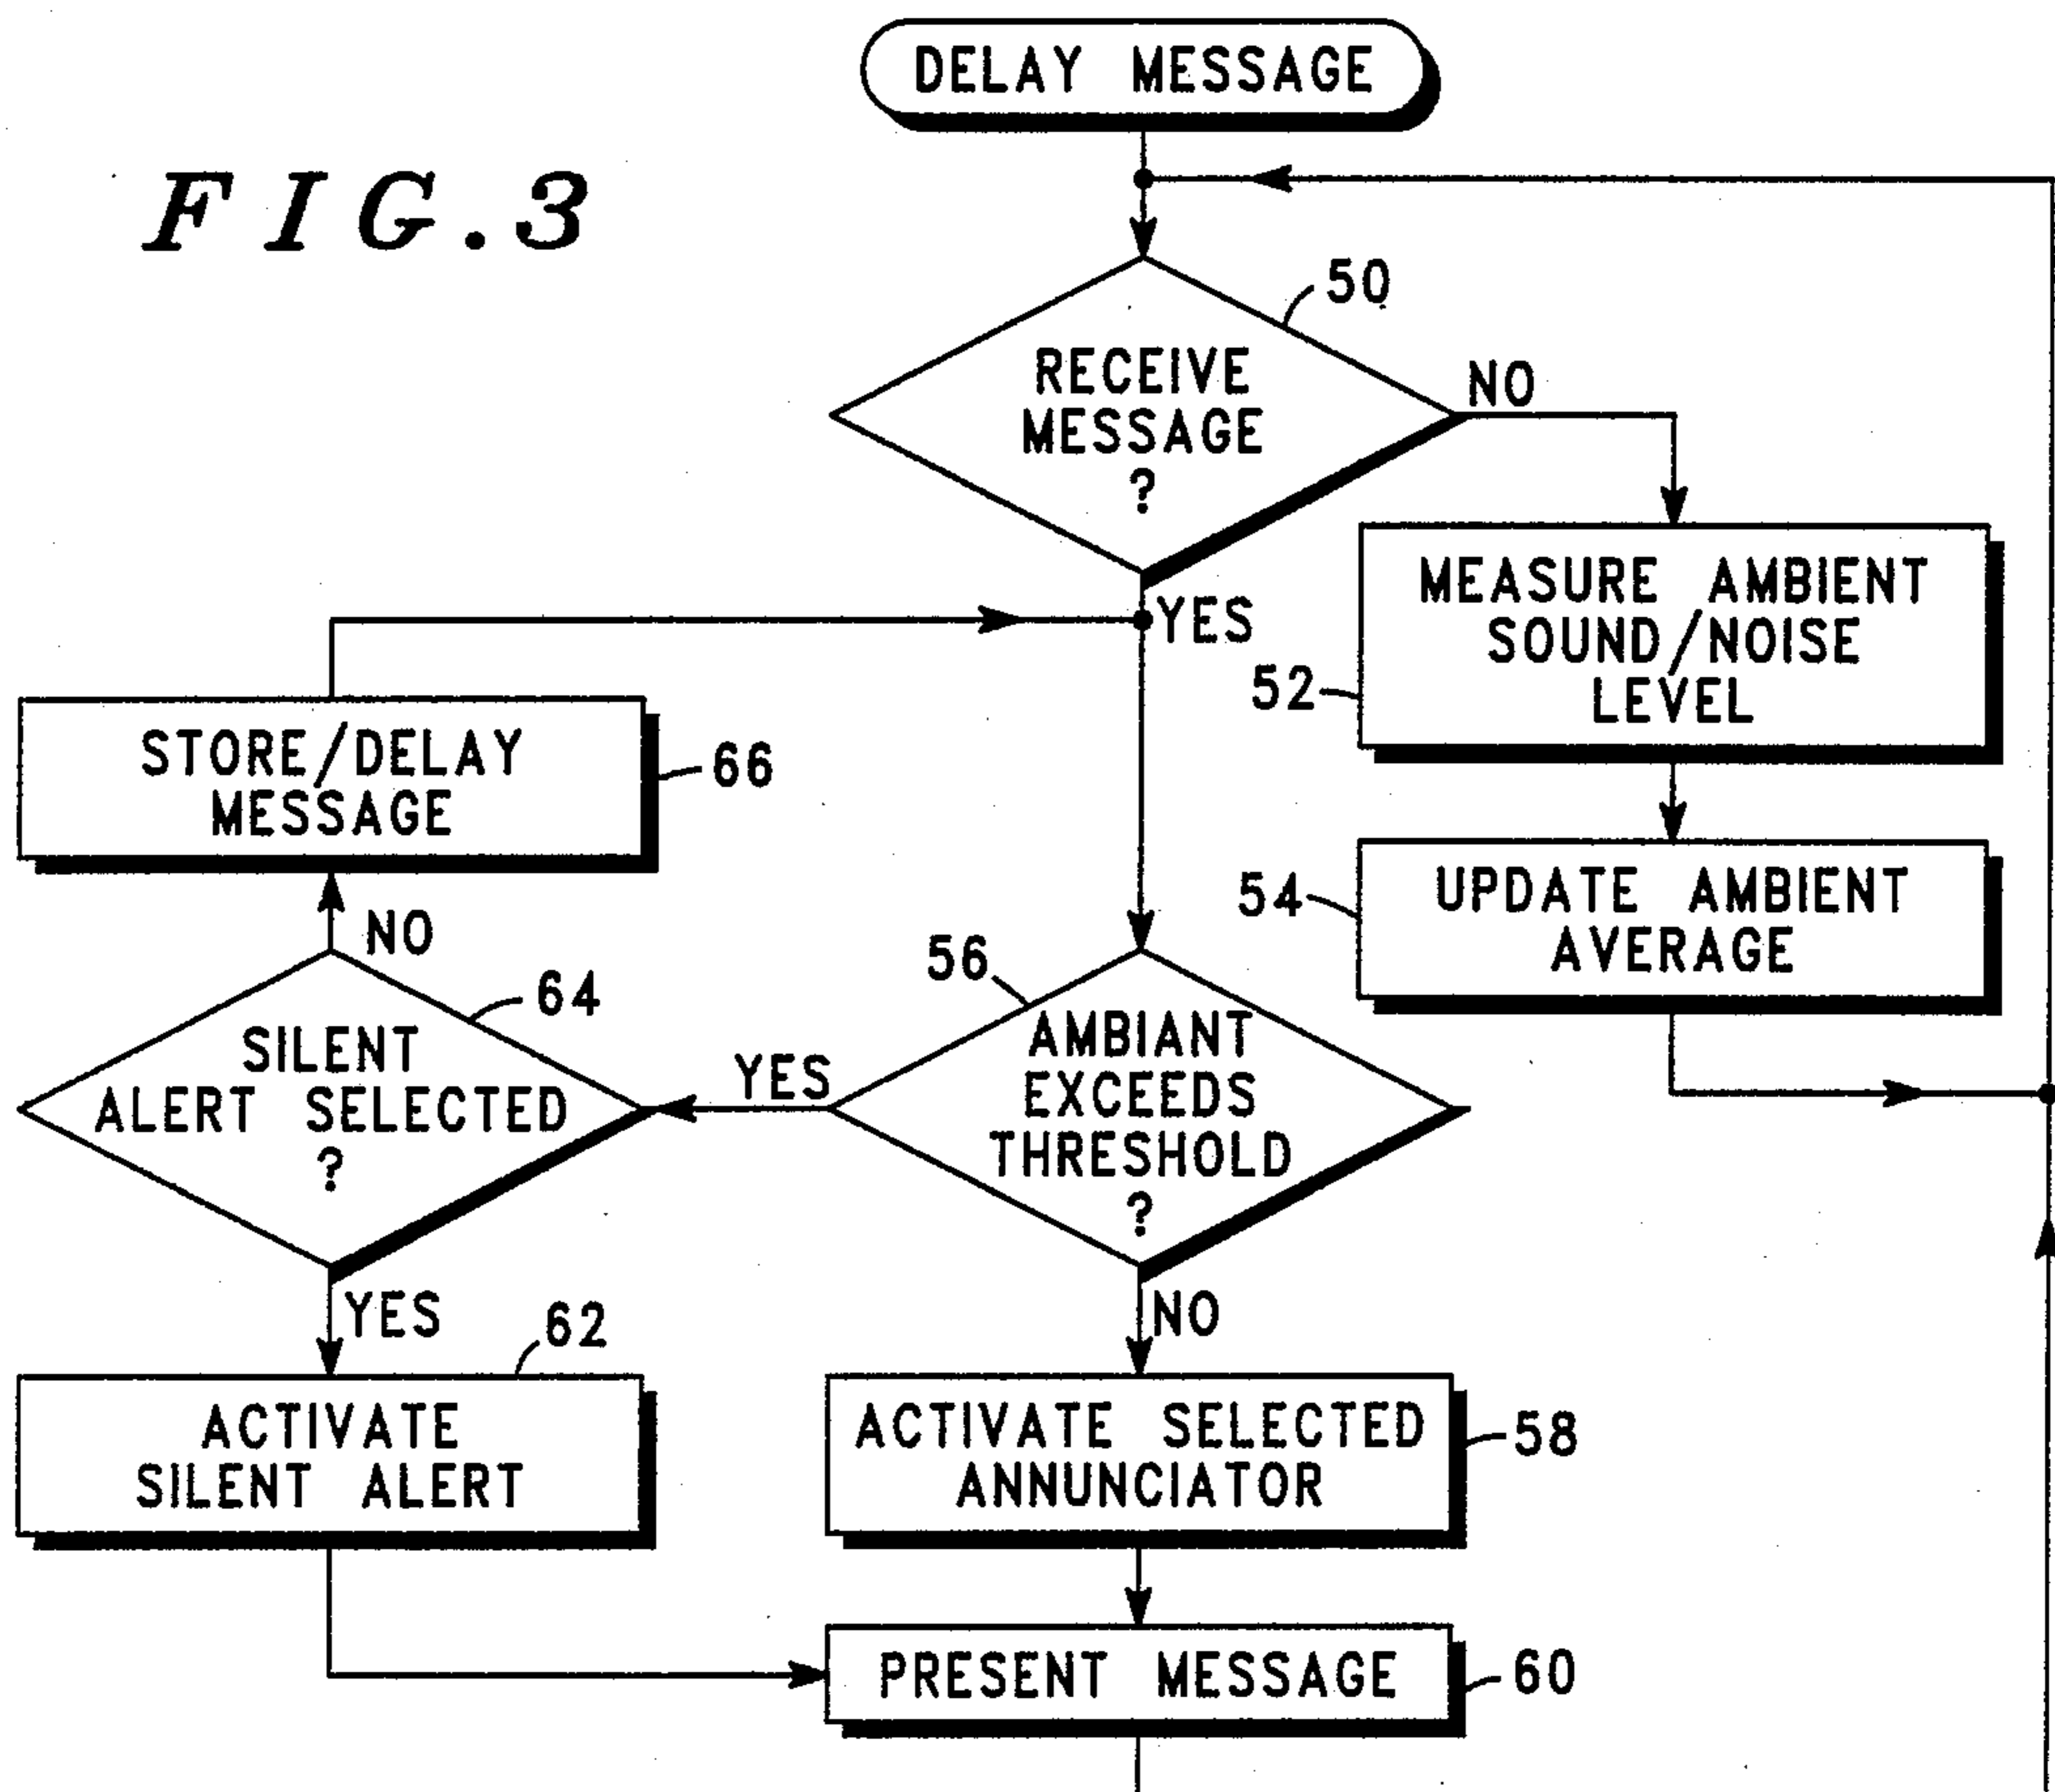 DELAY MESSAGE
FIG.3
50
RECEIVE
MESSAGE
?
NO
YES
MEASURE AMBIENT
SOUND/NOISE
LEVEL
52
STORE/DELAY
MESSAGE
66
UPDATE AMBIENT
AVERAGE
54
NO
64
SILENT
ALERT SELECTED
?
YES
56
AMBIANT
EXCEEDS
THRESHOLD
?
YES
NO
62
ACTIVATE
SILENT ALERT
ACTIVATE SELECTED
ANNUNCIATOR
58
PRESENT MESSAGE
60